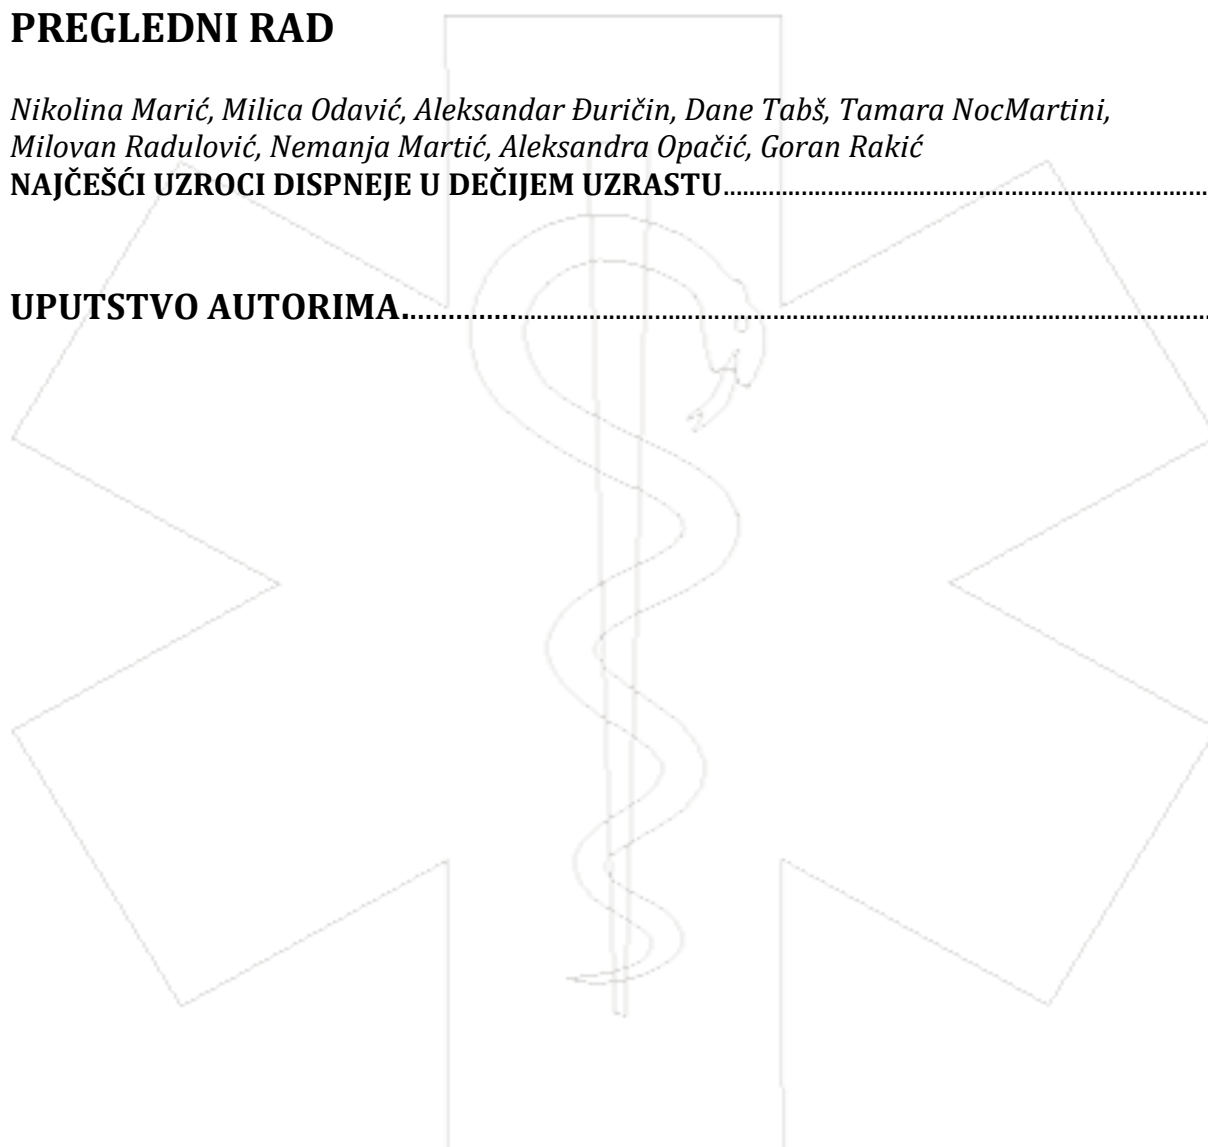 PREGLEDNI RAD
Nikolina Marić, Milica Odavić, Aleksandar Đuričin, Dane Tabš, Tamara NocMartini,
Milovan Radulović, Nemanja Martić, Aleksandra Opačić, Goran Rakić
NAJČEŠĆI UZROCI DISPNEJE U DEČIJEM UZRASTU..........................................................................................
UPUTSTVO AUTORIMA..................................................................................................................................................